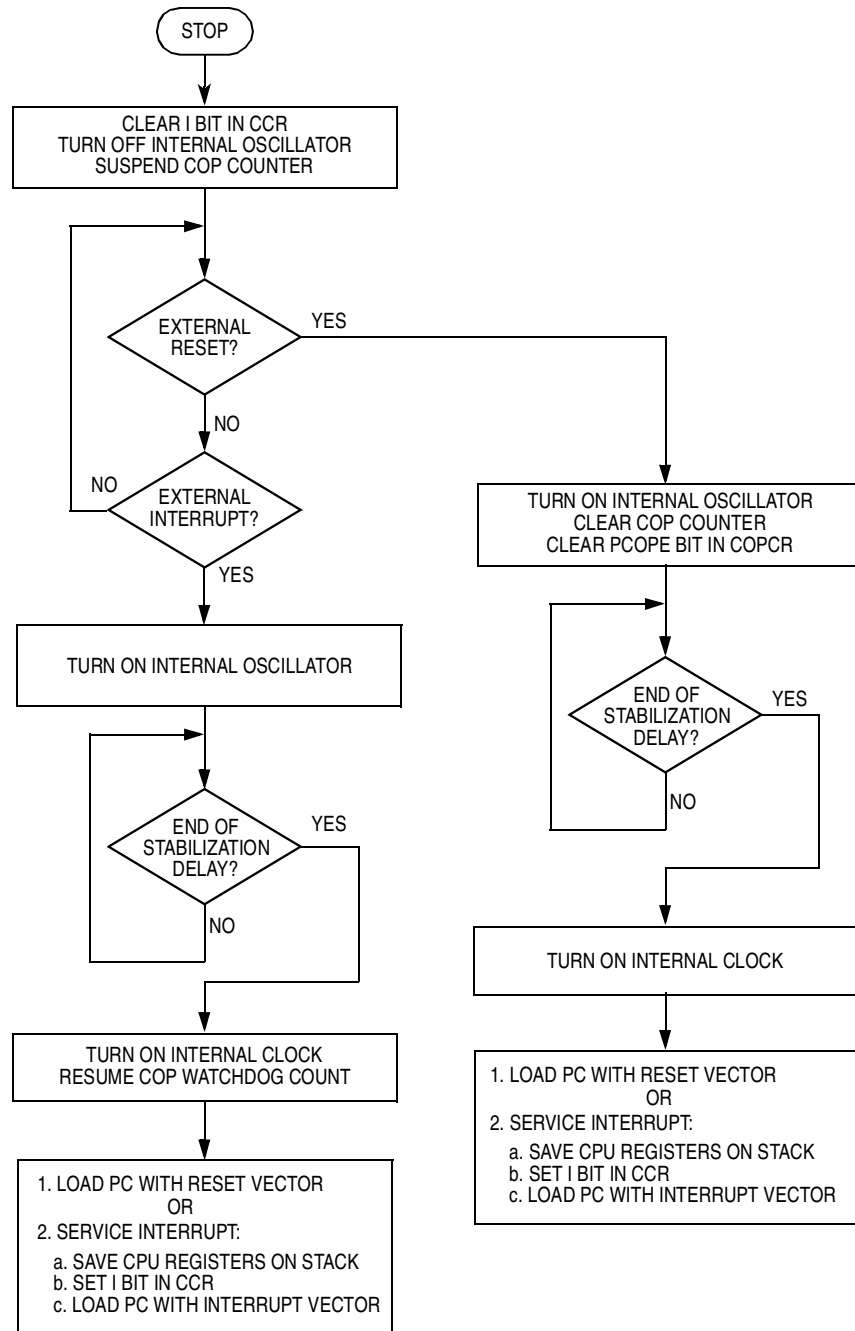 STOP
CLEAR I BIT IN CCR
TURN OFF INTERNAL OSCILLATOR
SUSPEND COP COUNTER
EXTERNAL
RESET?
YES
NO
EXTERNAL
INTERRUPT?
NO
YES
TURN ON INTERNAL OSCILLATOR
END OF
STABILIZATION
DELAY?
YES
NO
TURN ON INTERNAL CLOCK
RESUME COP WATCHDOG COUNT
1. LOAD PC WITH RESET VECTOR
OR
2. SERVICE INTERRUPT:
a. SAVE CPU REGISTERS ON STACK
b. SET I BIT IN CCR
c. LOAD PC WITH INTERRUPT VECTOR
TURN ON INTERNAL OSCILLATOR
CLEAR COP COUNTER
CLEAR PCOPE BIT IN COPCR
END OF
STABILIZATION
DELAY?
YES
NO
TURN ON INTERNAL CLOCK
1. LOAD PC WITH RESET VECTOR
OR
2. SERVICE INTERRUPT:
a. SAVE CPU REGISTERS ON STACK
b. SET I BIT IN CCR
c. LOAD PC WITH INTERRUPT VECTOR